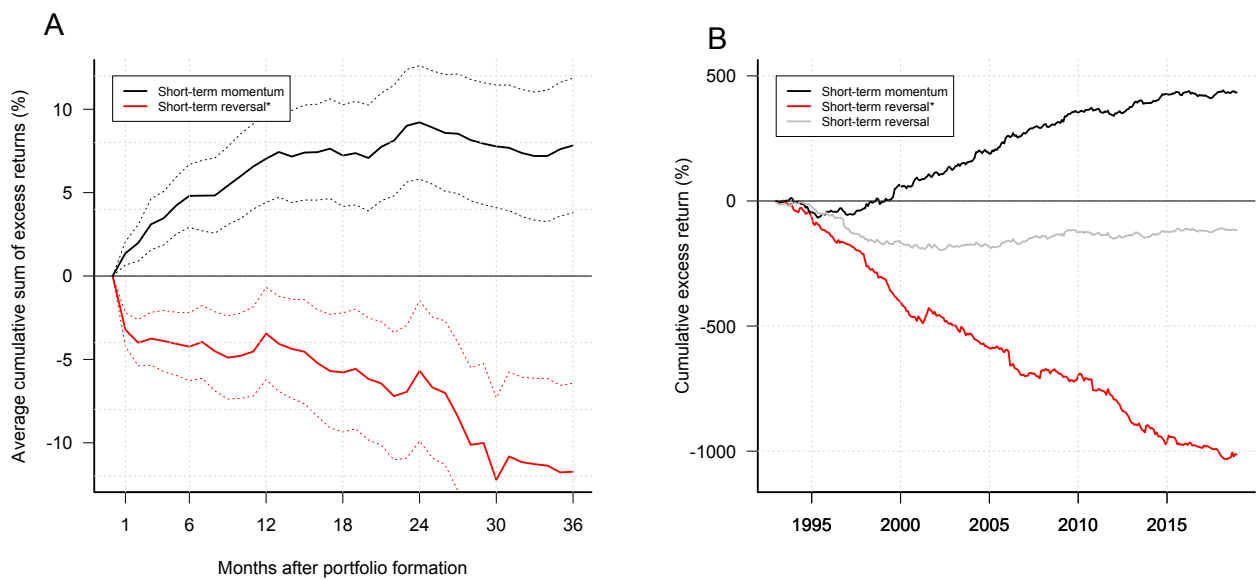 A
Average cumulative sum of excess returns (%)
Short-term momentum
Short-term reversal*
10
5
0
-5
-10
1 6 12 18 24 30 36
Months after portfolio formation
B
Cumulative excess return (%)
Short-term momentum
Short-term reversal*
Short-term reversal
500
0
-500
-1000
1995 2000 2005 2010 2015